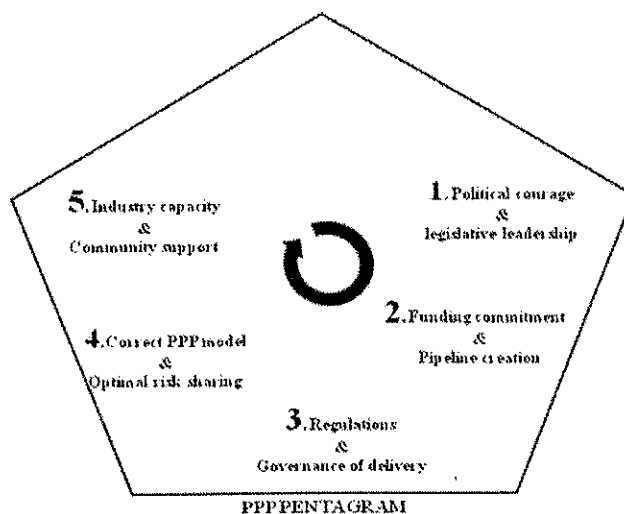 1. Political courage
&
legislative leadership
2. Funding commitment
&
Pipeline creation
3. Regulations
&
Governance of delivery
4. Correct PPP model
&
Optimal risk sharing
5. Industry capacity
&
Community support
PPP PENTAGRAM